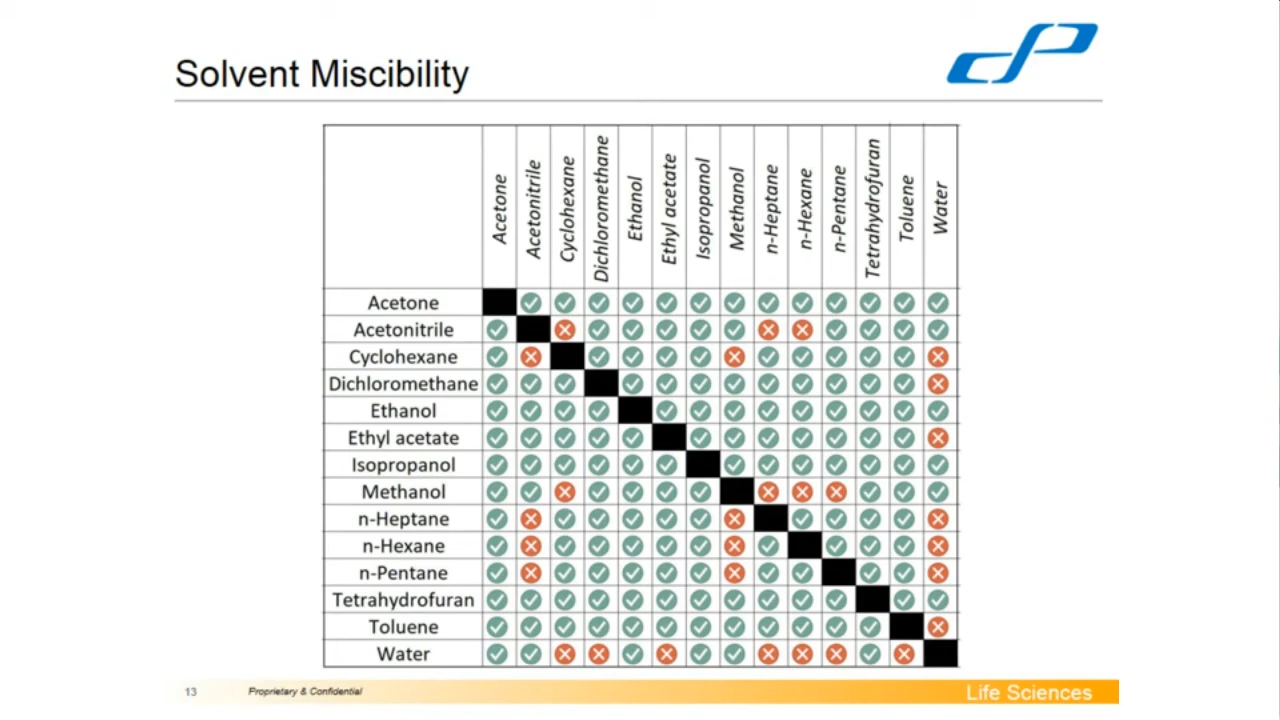 Solvent Miscibility
Acetone
Acetonitrile
Cyclohexane
Dichloromethane
Ethanol
Ethyl acetate
Isopropanol
Methanol
n-Heptane
n-Hexane
n-Pentane
Tetrahydrofuran
Toluene
Water
Acetone
Acetonitrile
Cyclohexane
Dichloromethane
Ethanol
Ethyl acetate
Isopropanol
Methanol
n-Heptane
n-Hexane
n-Pentane
Tetrahydrofuran
Toluene
Water
13 Proprietary & Confidential Life Sciences